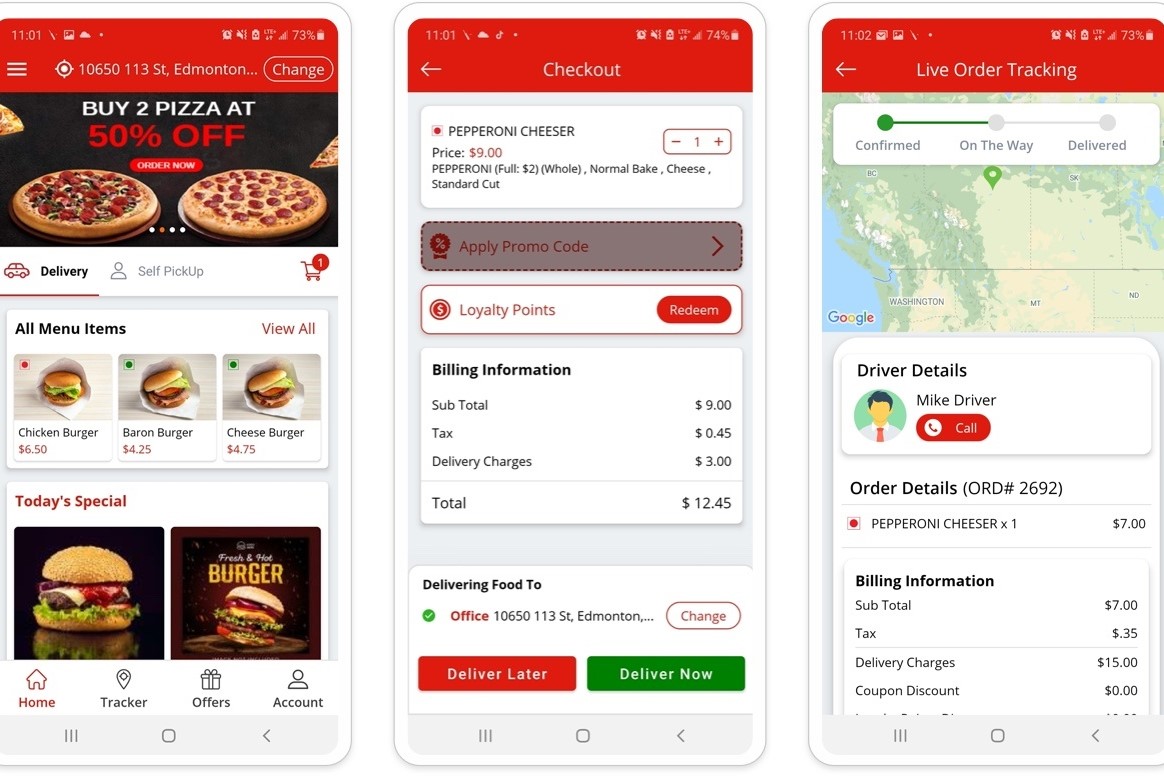 11:01
73%
10650 113 St, Edmonton...
Change
BUY 2 PIZZA AT
50% OFF
ORDER NOW
Delivery
Self PickUp
1
All Menu Items
View All
Chicken Burger
Baron Burger
Cheese Burger
$6.50
$4.25
$4.75
Today's Special
Fresh & Hot
BURGER
Home
Tracker
Offers
Account
11:01
74%
Checkout
PEPPERONI CHEESER
Price: $9.00
- 1 +
PEPPERONI (Full: $2) (Whole) , Normal Bake , Cheese ,
Standard Cut
Apply Promo Code
Loyalty Points
Redeem
Billing Information
Sub Total $ 9.00
Tax $ 0.45
Delivery Charges $ 3.00
Total $ 12.45
Delivering Food To
Office 10650 113 St, Edmonton,...
Change
Deliver Later
Deliver Now
11:02
73%
Live Order Tracking
Confirmed
On The Way
Delivered
BC
SK
WASHINGTON
MT
ND
Google
Driver Details
Mike Driver
Call
Order Details (ORD# 2692)
PEPPERONI CHEESER x 1 $7.00
Billing Information
Sub Total $7.00
Tax $.35
Delivery Charges $15.00
Coupon Discount $0.00